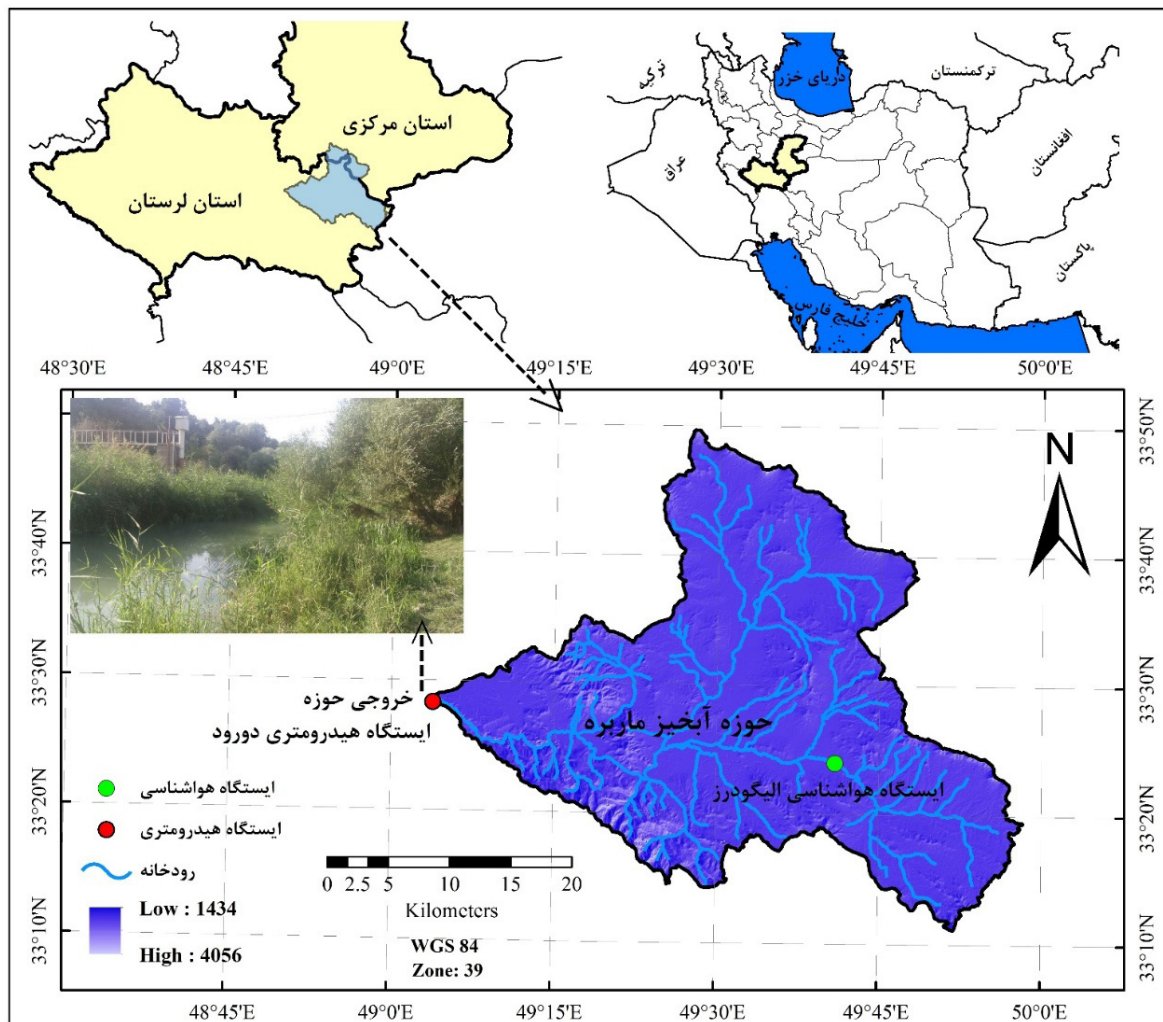 استان مرکزی
استان لرستان
ترکیه
دریای خزر
ترکمنستان
عراق
افغانستان
پاکستان
خلیج فارس
48°30'E 48°45'E 49°0'E 49°15'E 49°30'E 49°45'E 50°0'E
N
33°50'N
33°40'N
33°30'N
33°20'N
33°10'N
33°40'N
33°30'N
33°20'N
33°10'N
خروجی حوزه
ایستگاه هیدرومتری دورود
حوزه آبخیز ماربره
ایستگاه هواشناسی الیگودرز
ایستگاه هواشناسی
ایستگاه هیدرومتری
رودخانه
Low : 1434
High : 4056
0 2.5 5 10 15 20
Kilometers
WGS 84
Zone: 39
48°45'E 49°0'E 49°15'E 49°30'E 49°45'E 50°0'E